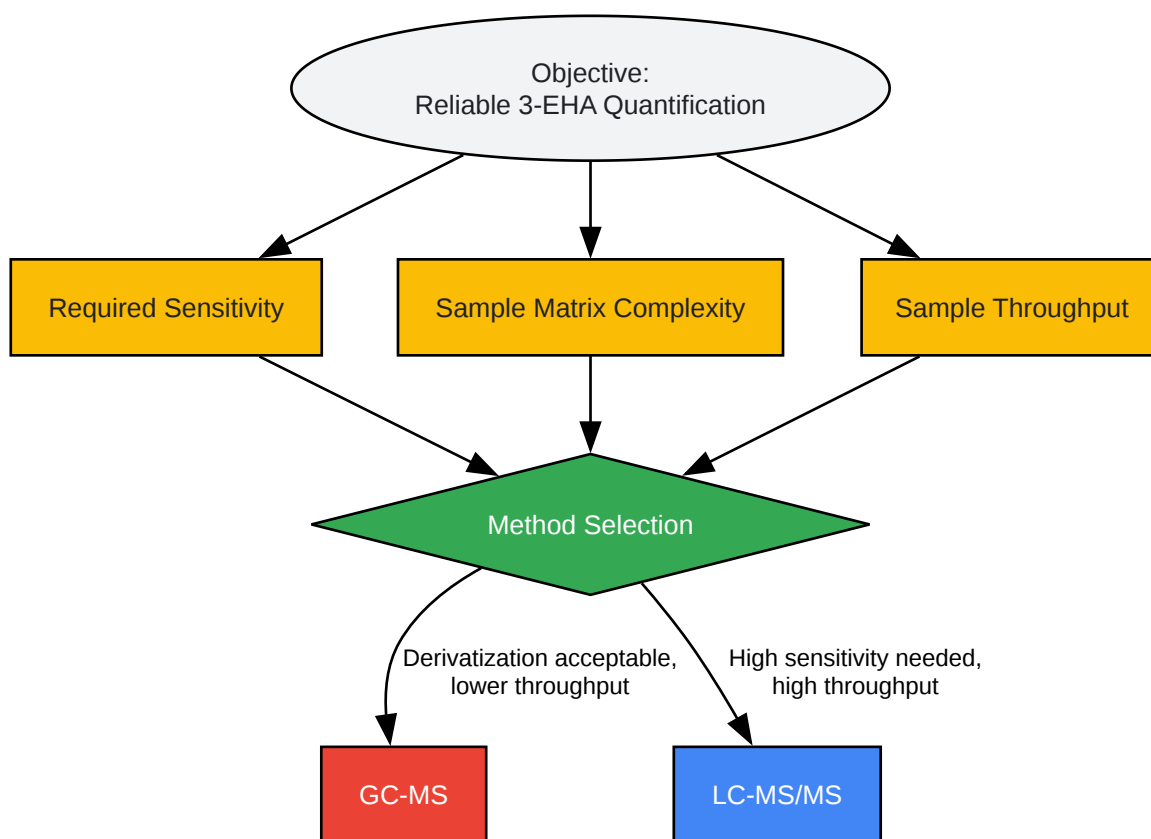 Objective:
Reliable 3-EHA Quantification
Required Sensitivity
Sample Matrix Complexity
Sample Throughput
Method Selection
Derivatization acceptable,
lower throughput
High sensitivity needed,
high throughput
GC-MS
LC-MS/MS